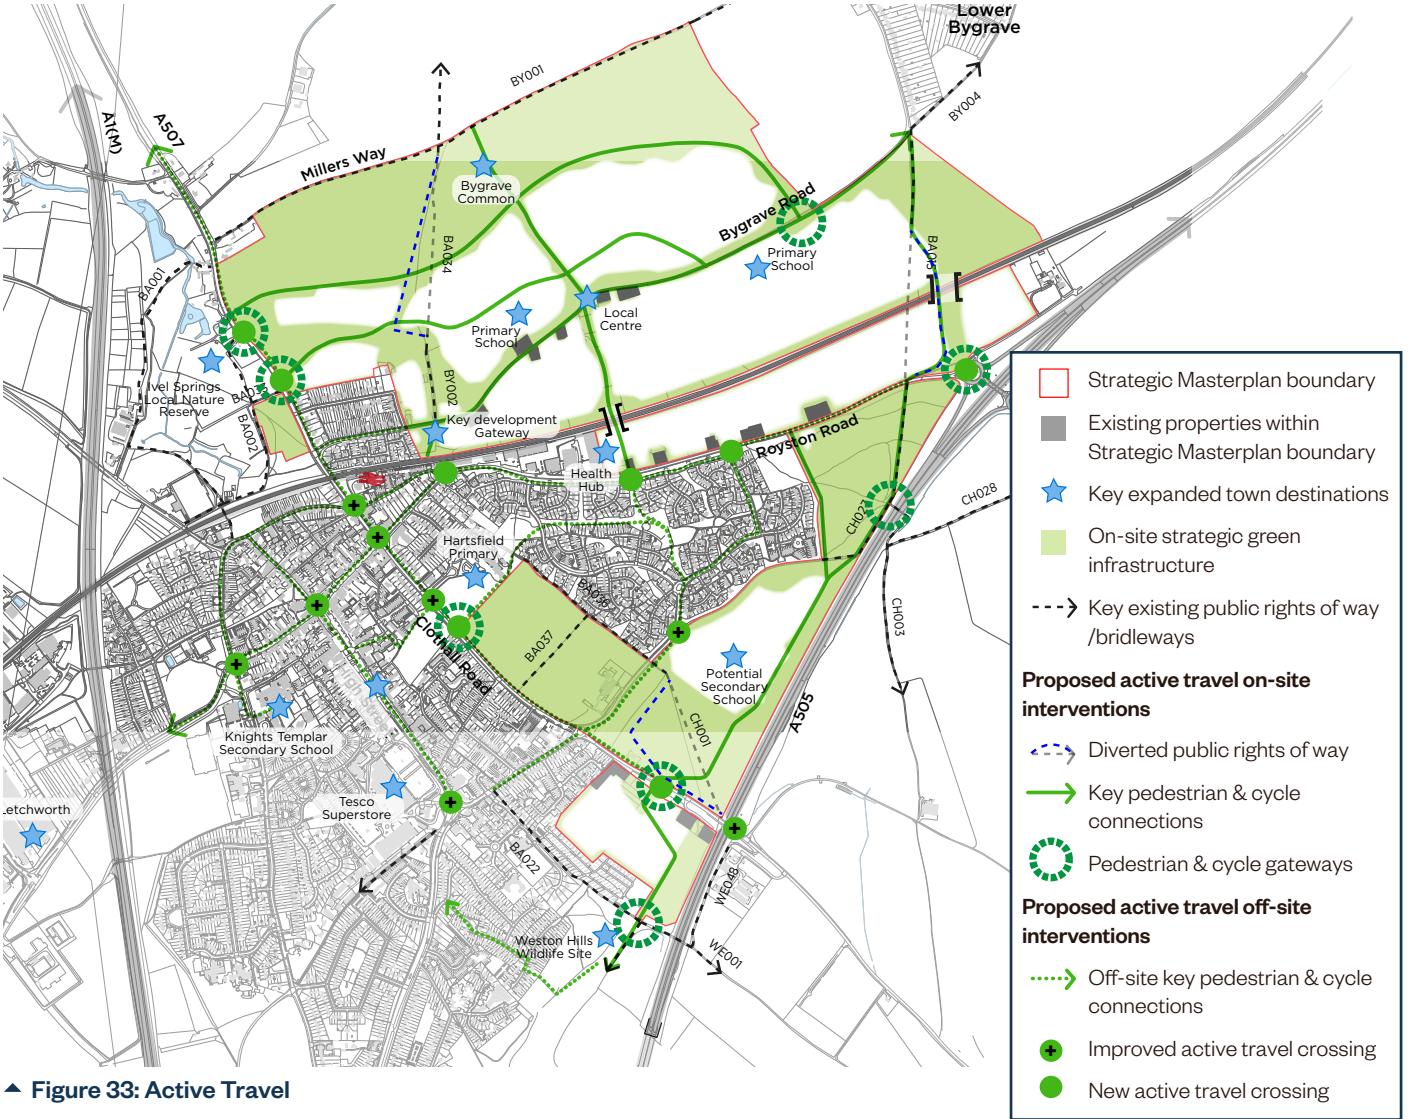 Lower
Bygrave
BY001
BY004
A1(M)
A507
Millers Way
Bygrave
Common
Bygrave Road
BA034
BA015
BA001
Primary
School
Local
Centre
Primary
School
Ivel Springs
Local Nature
Reserve
BA002
BY002
Key development
Gateway
Royston Road
Health
Hub
CH027
CH028
Hartsfield
Primary
CH003
BA037
Clothall Road
High Street
Potential
Secondary
School
CH001
A505
Knights Templar
Secondary School
Tesco
Superstore
Letchworth
BA022
WE048
Weston Hills
Wildlife Site
WE001
Strategic Masterplan boundary
Existing properties within
Strategic Masterplan boundary
Key expanded town destinations
On-site strategic green
infrastructure
Key existing public rights of way
/bridleways
Proposed active travel on-site
interventions
Diverted public rights of way
Key pedestrian & cycle
connections
Pedestrian & cycle gateways
Proposed active travel off-site
interventions
Off-site key pedestrian & cycle
connections
Improved active travel crossing
New active travel crossing
Figure 33: Active Travel